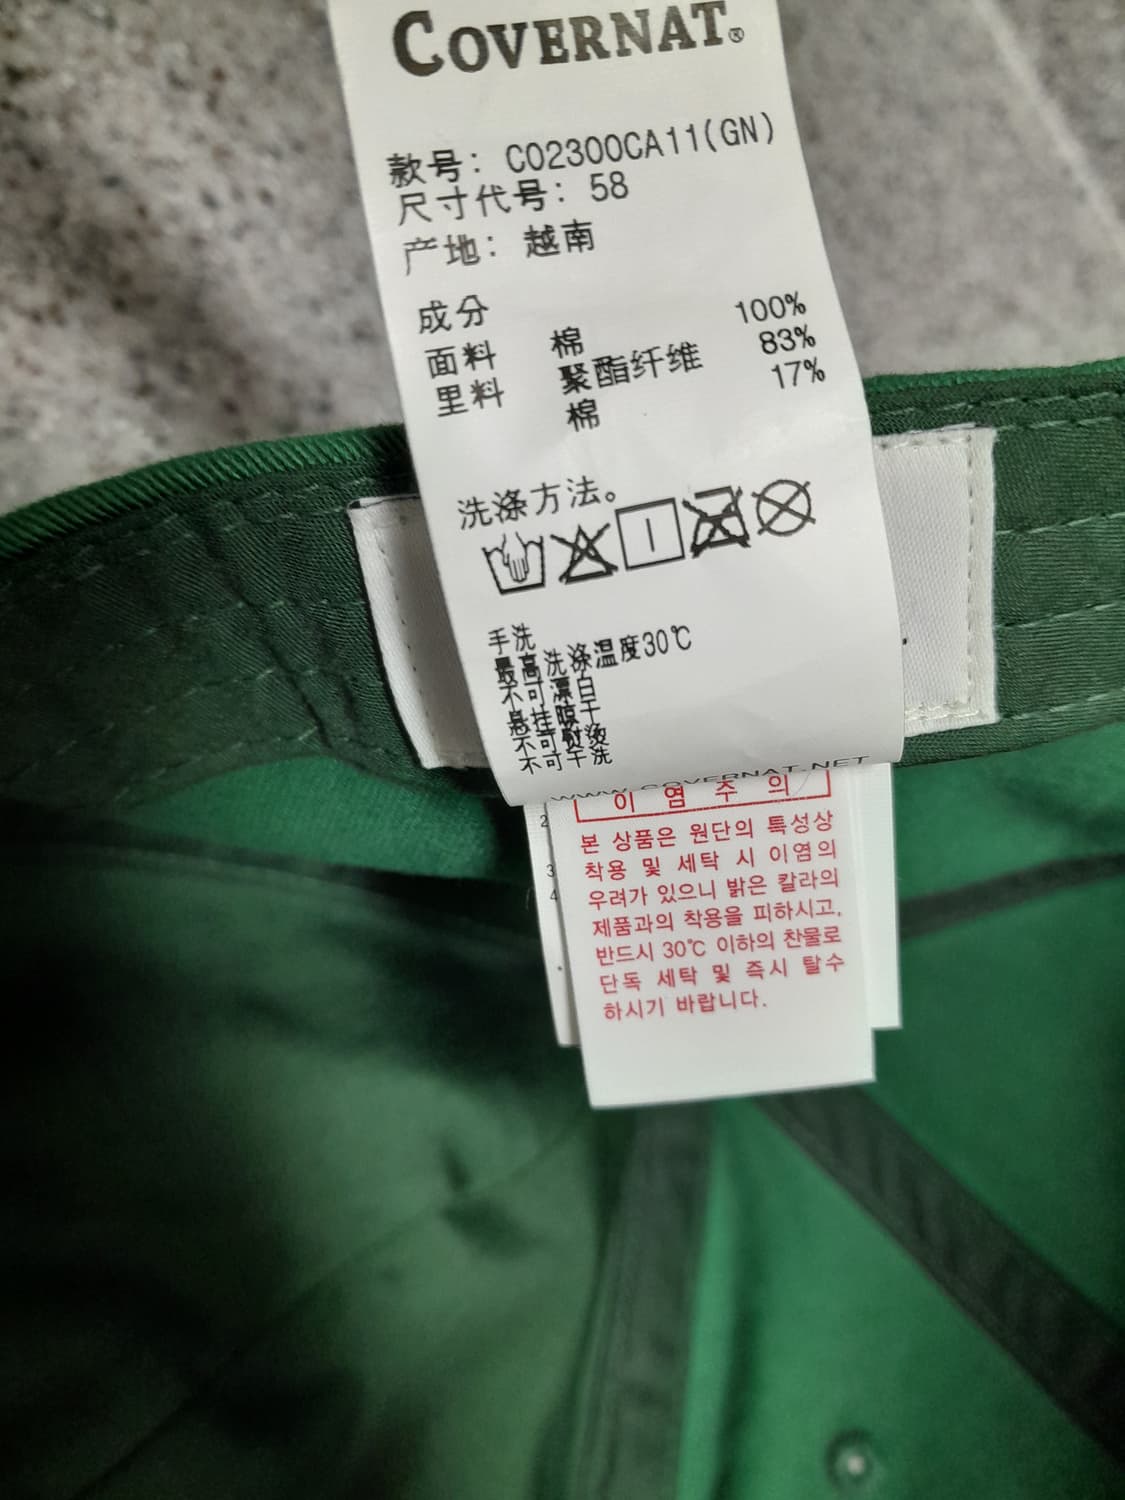 COVERNAT®
款号: C02300CA11(GN)
尺寸代号: 58
产地: 越南
成分
面料 棉 100%
里料 聚酯纤维 83%
棉 17%
洗涤方法。
手洗
最高洗涤温度30℃
不可漂白
悬挂晾干
不可熨烫
不可干洗
WWW.COVERNAT.NET
이 염 주 의
2
3
4
본 상품은 원단의 특성상
착용 및 세탁 시 이염의
우려가 있으니 밝은 칼라의
제품과의 착용을 피하시고,
반드시 30℃ 이하의 찬물로
단독 세탁 및 즉시 탈수
하시기 바랍니다.